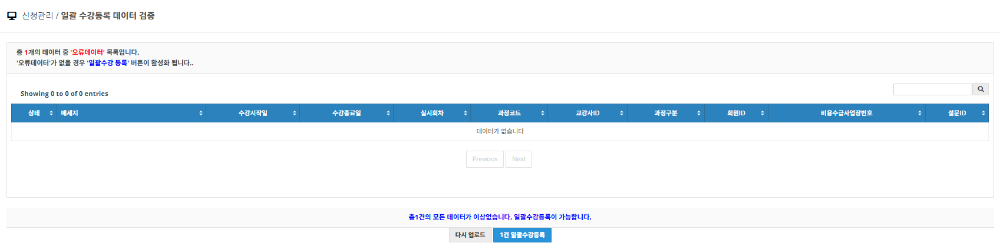 신청관리 / 일괄 수강등록 데이터 검증
총 1개의 데이터 중 '오류데이터' 목록입니다.
'오류데이터'가 없을 경우 '일괄수강 등록' 버튼이 활성화 됩니다..
Showing 0 to 0 of 0 entries
상태 메세지 수강시작일 수강종료일 실시회차 과정코드 교강사ID 과정구분 회원ID 비용수급사업장번호 설문ID
데이터가 없습니다
Previous Next
총1건의 모든 데이터가 이상없습니다. 일괄수강등록이 가능합니다.
다시 업로드 1건 일괄수강등록